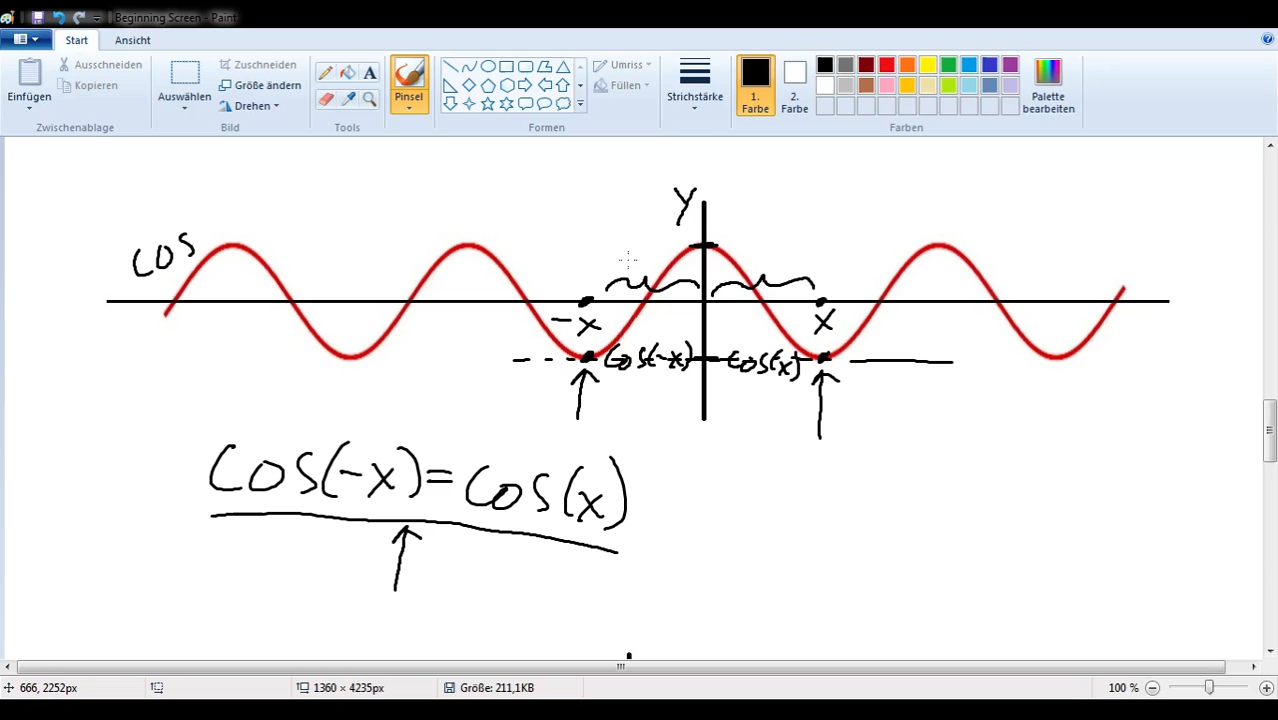 Beginning Screen - Paint
Start Ansicht
Einfügen
Ausschneiden
Kopieren
Zwischenablage
Auswählen
Zuschneiden
Größe ändern
Drehen
Bild
A
Tools
Pinsel
Formen
Umriss
Füllen
Strichstärke
1.
Farbe
2.
Farbe
Palette
bearbeiten
Farben
y
cos
-x
x
cos(-x)
cos(x)
cos(-x)=cos(x)
666, 2252px
1360 × 4235px
Größe: 211,1KB
100 %